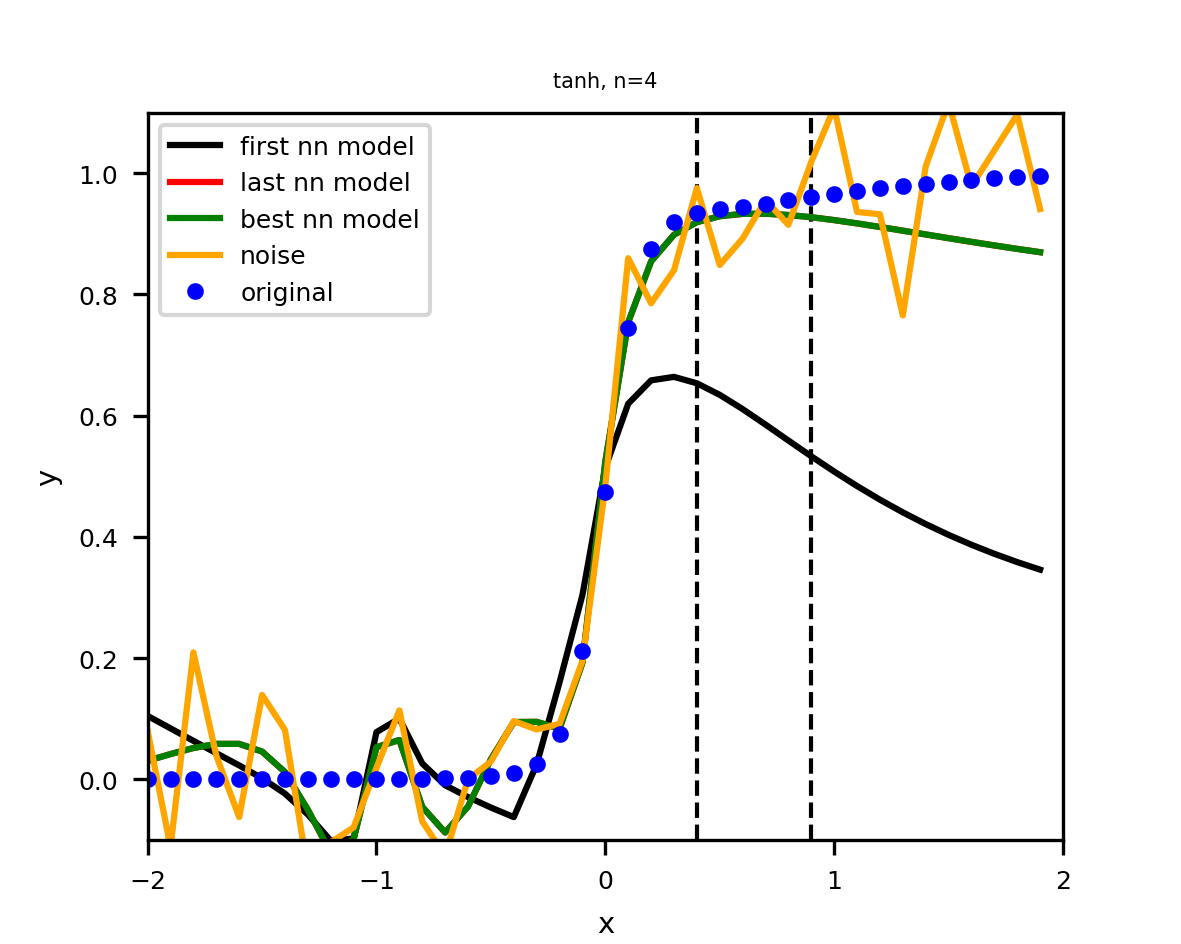 tanh, n=4
first nn model
last nn model
best nn model
noise
original
1.0
0.8
0.6
0.4
0.2
0.0
y
−2
−1
0
1
2
x